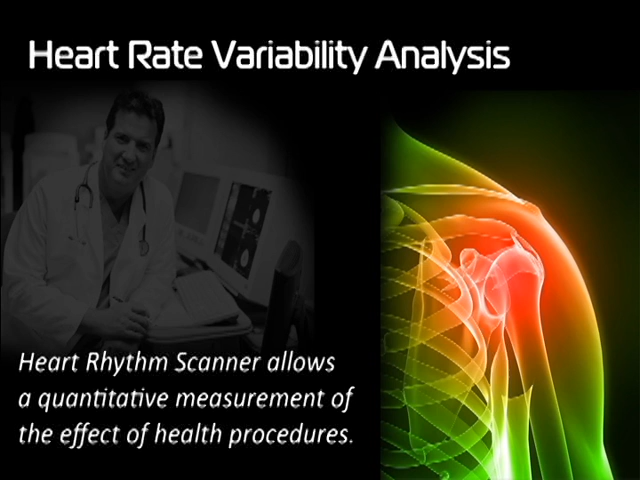 Heart Rate Variability Analysis
Heart Rhythm Scanner allows
a quantitative measurement of
the effect of health procedures.